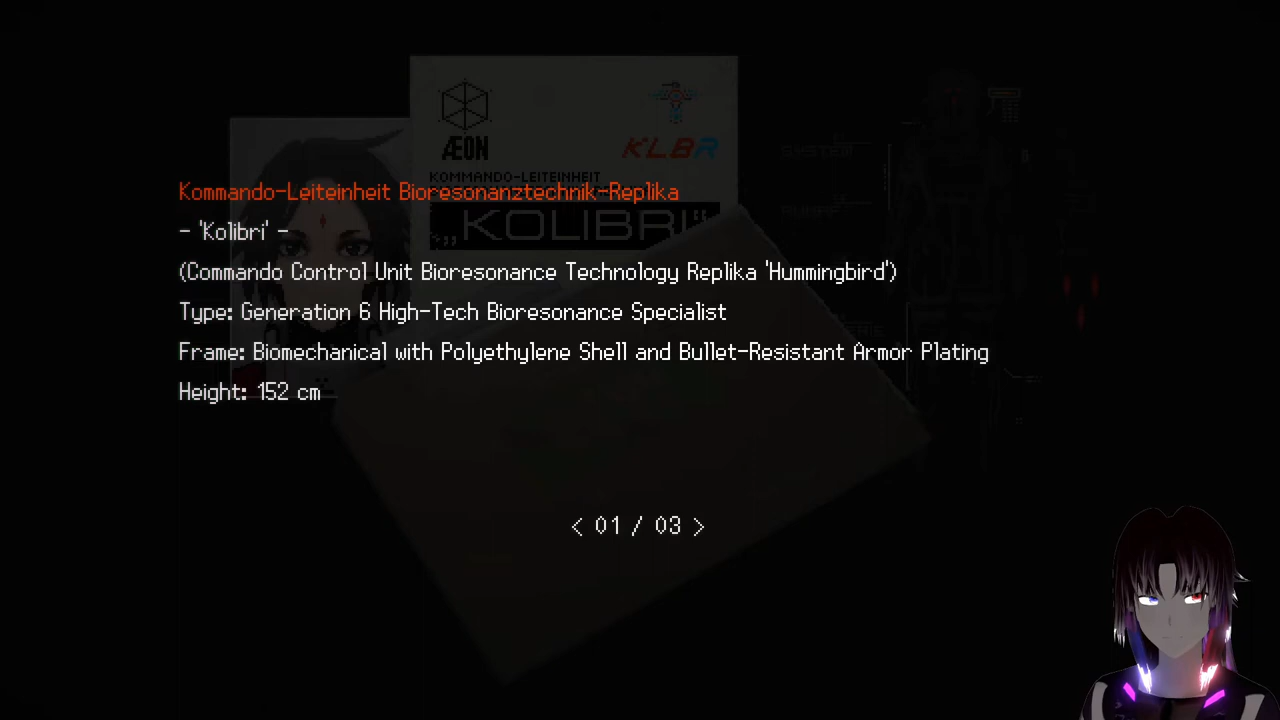 ÆON
KLBR
KOMMANDO-LEITEINHEIT
Kommando-Leiteinheit Bioresonanztechnik-Replika
- 'Kolibri' -
„KOLIBRI“
(Commando Control Unit Bioresonance Technology Replika 'Hummingbird')
Type: Generation 6 High-Tech Bioresonance Specialist
Frame: Biomechanical with Polyethylene Shell and Bullet-Resistant Armor Plating
Height: 152 cm
< 01 / 03 >
SYSTEM